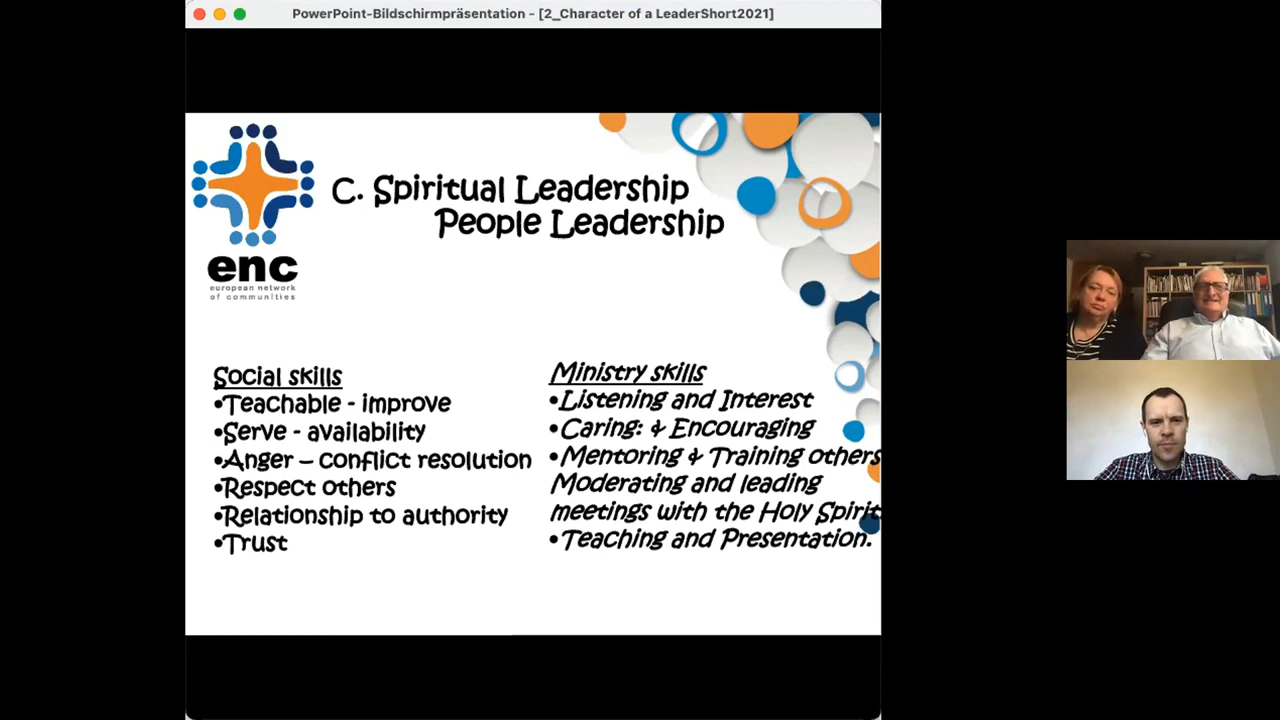 PowerPoint-Bildschirmpräsentation - [2_Character of a LeaderShort2021]
C. Spiritual Leadership
People Leadership
enc
european network
of communities
Social skills
•Teachable - improve
•Serve - availability
•Anger – conflict resolution
•Respect others
•Relationship to authority
•Trust
Ministry skills
•Listening and Interest
•Caring: & Encouraging
•Mentoring & Training others
Moderating and leading
meetings with the Holy Spirit
•Teaching and Presentation.